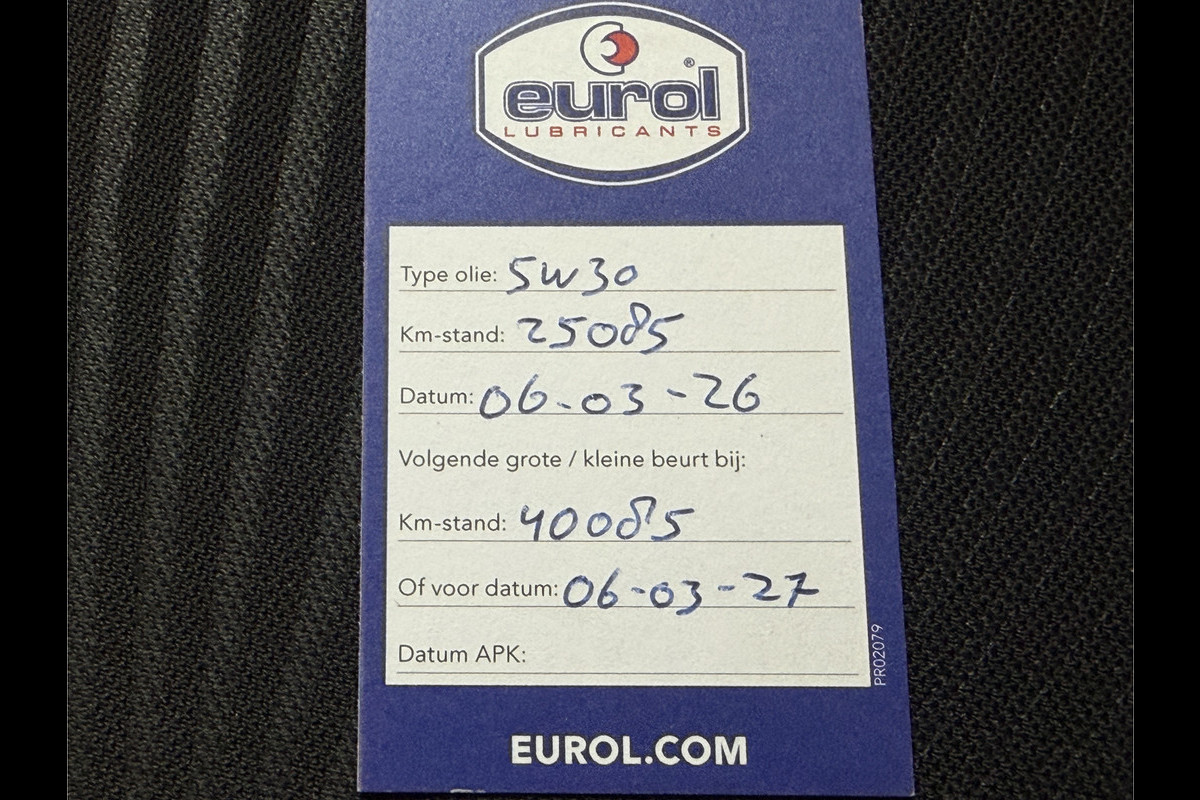 eurol®
LUBRICANTS
Type olie: 5W30
Km-stand: 25085
Datum: 06-03-26
Volgende grote / kleine beurt bij:
Km-stand: 40085
Of voor datum: 06-03-27
Datum APK:
PR02079
EUROL.COM